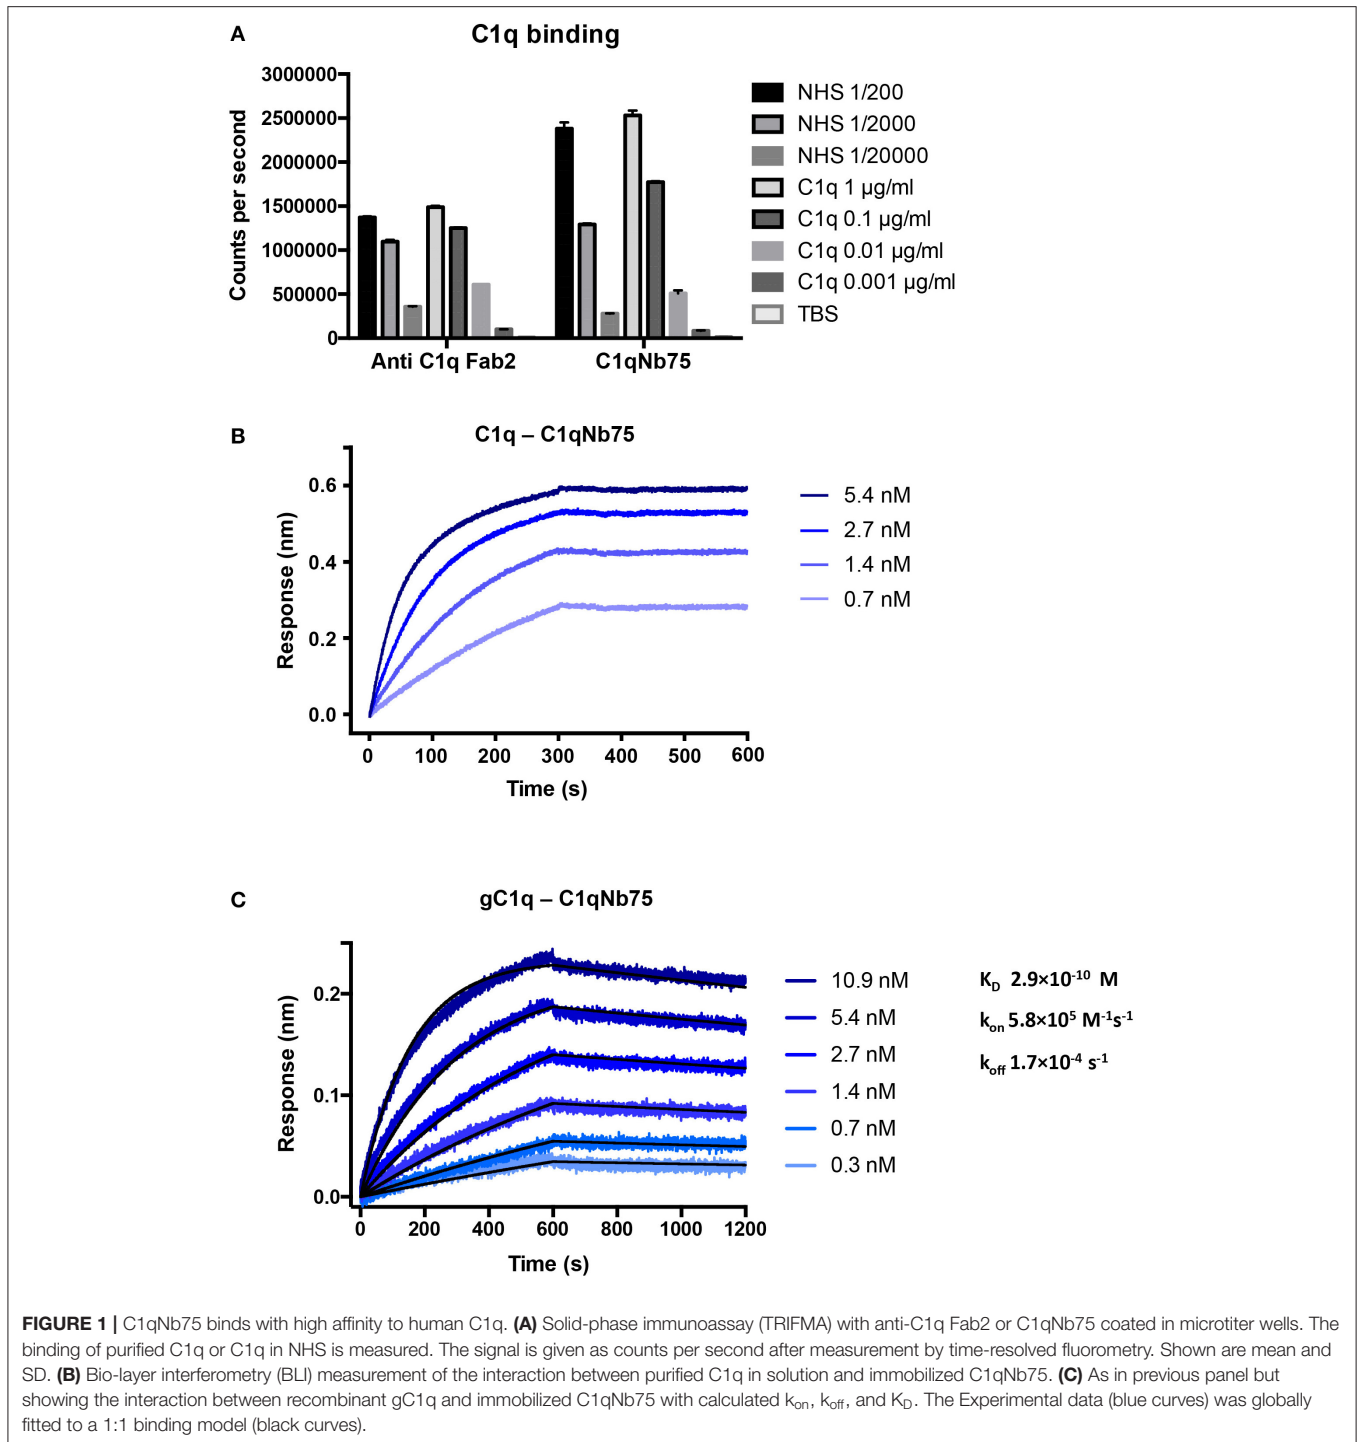 A
C1q binding
3000000
2500000
2000000
1500000
1000000
500000
0
Counts per second
Anti C1q Fab2
C1qNb75
NHS 1/200
NHS 1/2000
NHS 1/20000
C1q 1 µg/ml
C1q 0.1 µg/ml
C1q 0.01 µg/ml
C1q 0.001 µg/ml
TBS
B
C1q – C1qNb75
0.6
0.4
0.2
0.0
Response (nm)
0 100 200 300 400 500 600
Time (s)
5.4 nM
2.7 nM
1.4 nM
0.7 nM
C
gC1q – C1qNb75
0.2
0.1
0.0
Response (nm)
0 200 400 600 800 1000 1200
Time (s)
10.9 nM
5.4 nM
2.7 nM
1.4 nM
0.7 nM
0.3 nM
K_D 2.9×10⁻¹⁰ M
k_on 5.8×10⁵ M⁻¹s⁻¹
k_off 1.7×10⁻⁴ s⁻¹
FIGURE 1 | C1qNb75 binds with high affinity to human C1q. (A) Solid-phase immunoassay (TRIFMA) with anti-C1q Fab2 or C1qNb75 coated in microtiter wells. The
binding of purified C1q or C1q in NHS is measured. The signal is given as counts per second after measurement by time-resolved fluorometry. Shown are mean and
SD. (B) Bio-layer interferometry (BLI) measurement of the interaction between purified C1q in solution and immobilized C1qNb75. (C) As in previous panel but
showing the interaction between recombinant gC1q and immobilized C1qNb75 with calculated k_on, k_off, and K_D. The Experimental data (blue curves) was globally
fitted to a 1:1 binding model (black curves).